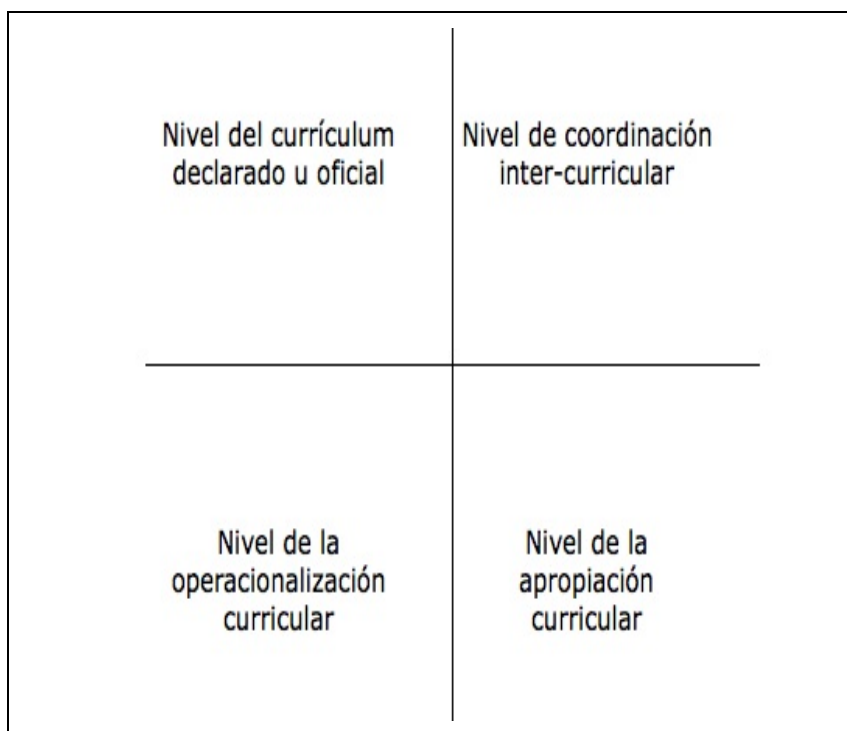 Nivel del currículum
declarado u oficial
Nivel de coordinación
inter-curricular
Nivel de la
operacionalización
curricular
Nivel de la
apropiación
curricular